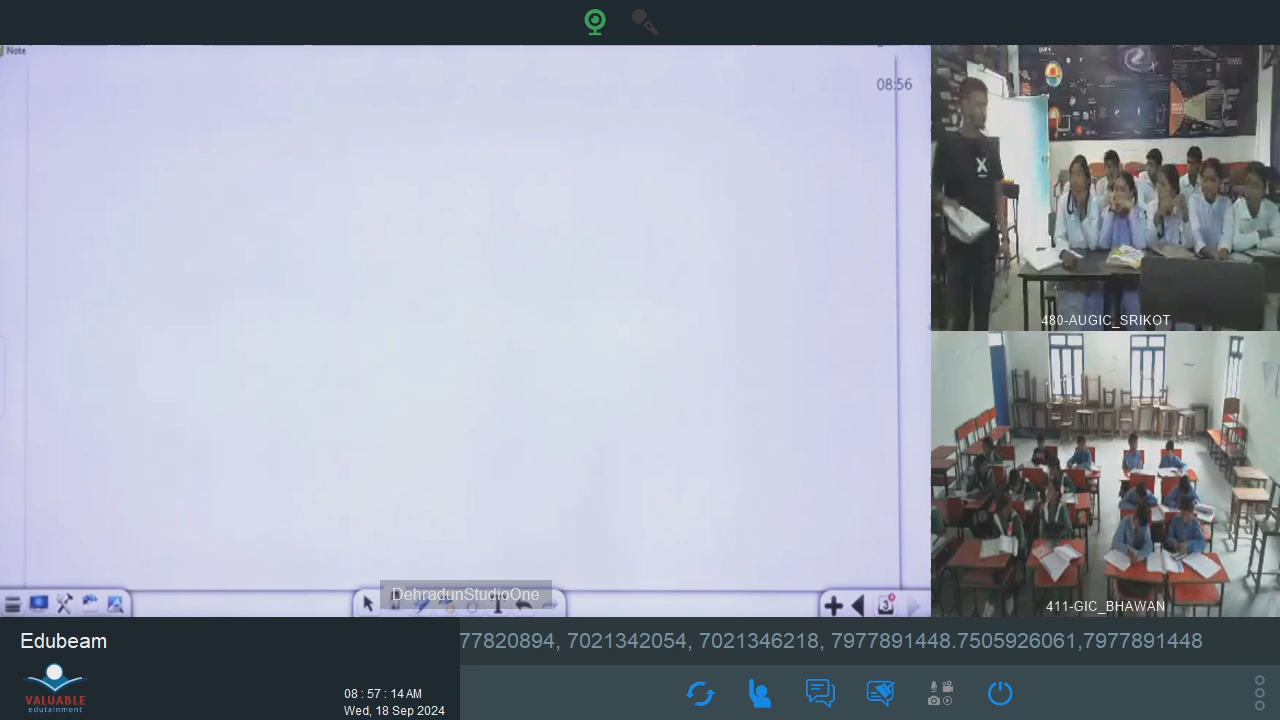 Note
08:56
X
480-AUGIC_SRIKOT
411-GIC_BHAWAN
DehradunStudioOne
3
Edubeam
77820894, 7021342054, 7021346218, 7977891448.7505926061,7977891448
VALUABLE
edutainment
08 : 57 : 14 AM
Wed, 18 Sep 2024